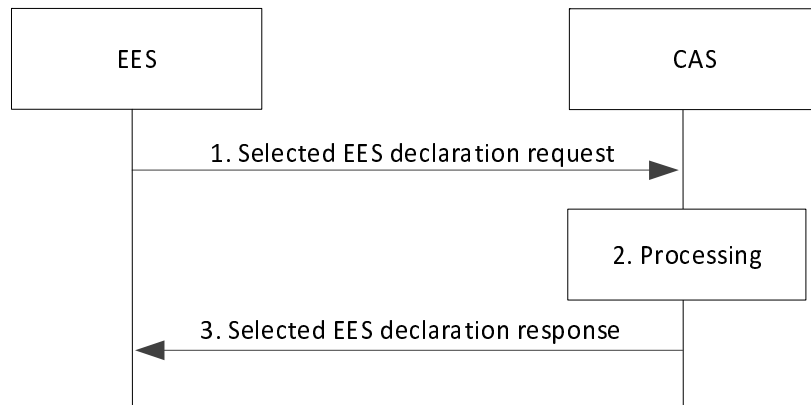 EES
CAS
1. Selected EES declaration request
2. Processing
3. Selected EES declaration response